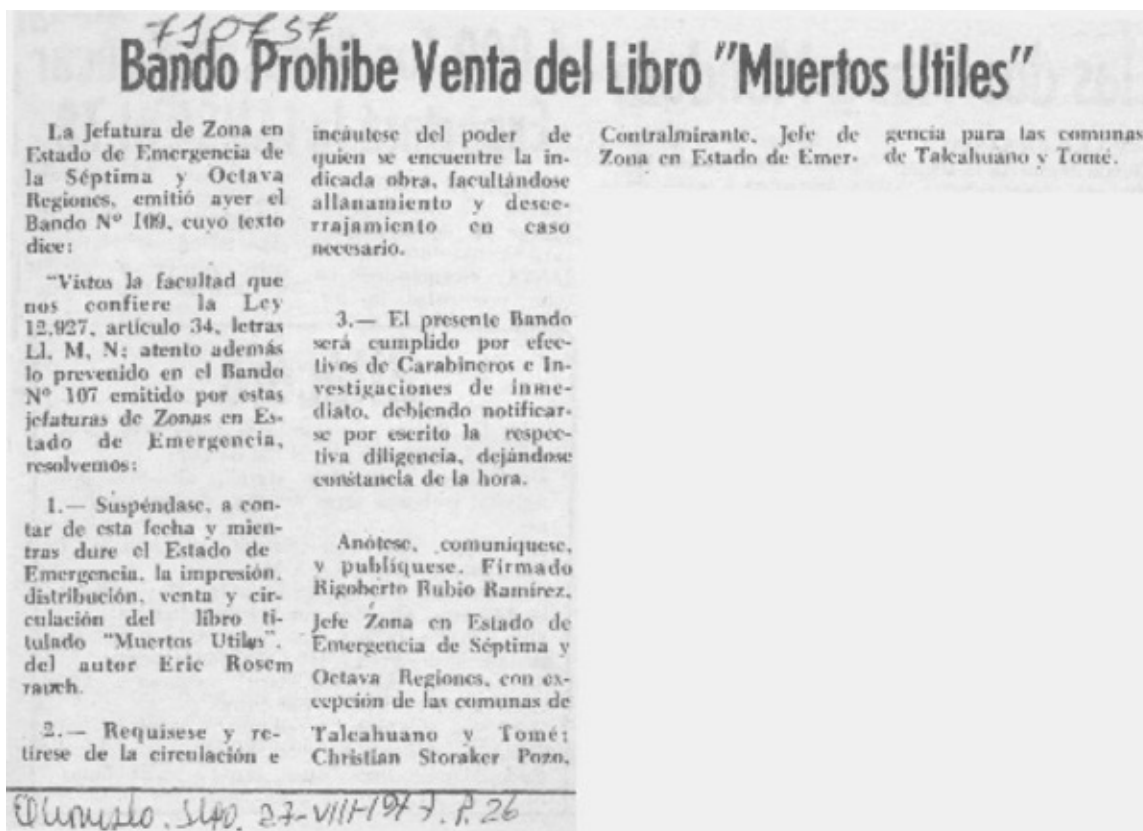 710757
Bando Prohibe Venta del Libro "Muertos Utiles"
La Jefatura de Zona en
Estado de Emergencia de
la Séptima y Octava
Regiones, emitió ayer el
Bando Nº 109, cuyo texto
dice:
"Vistos la facultad que
nos confiere la Ley
12.927, artículo 34, letras
Ll, M, N; atento además
lo prevenido en el Bando
Nº 107 emitido por estas
jefaturas de Zonas en Es-
tado de Emergencia,
resolvemos:
1.— Suspéndase, a con-
tar de esta fecha y mien-
tras dure el Estado de
Emergencia, la impresión,
distribución, venta y cir-
culación del libro ti-
tulado "Muertos Utiles",
del autor Eric Rosem
rauch.
2.— Requísese y re-
tírese de la circulación e
incáutese del poder de
quien se encuentre la in-
dicada obra, facultándose
allanamiento y desce-
rrajamiento en caso
necesario.
3.— El presente Bando
será cumplido por efec-
tivos de Carabineros e In-
vestigaciones de inme-
diato, debiendo notificar-
se por escrito la respec-
tiva diligencia, dejándose
constancia de la hora.
Anótese, comuníquese,
y publíquese. Firmado
Rigoberto Rubio Ramírez,
Jefe Zona en Estado de
Emergencia de Séptima y
Octava Regiones, con ex-
cepción de las comunas de
Talcahuano y Tomé;
Christian Storaker Pozo,
Contralmirante, Jefe de
Zona en Estado de Emer-
gencia para las comunas
de Talcahuano y Tomé.
Stgo. 27-VIII-1977. P. 26